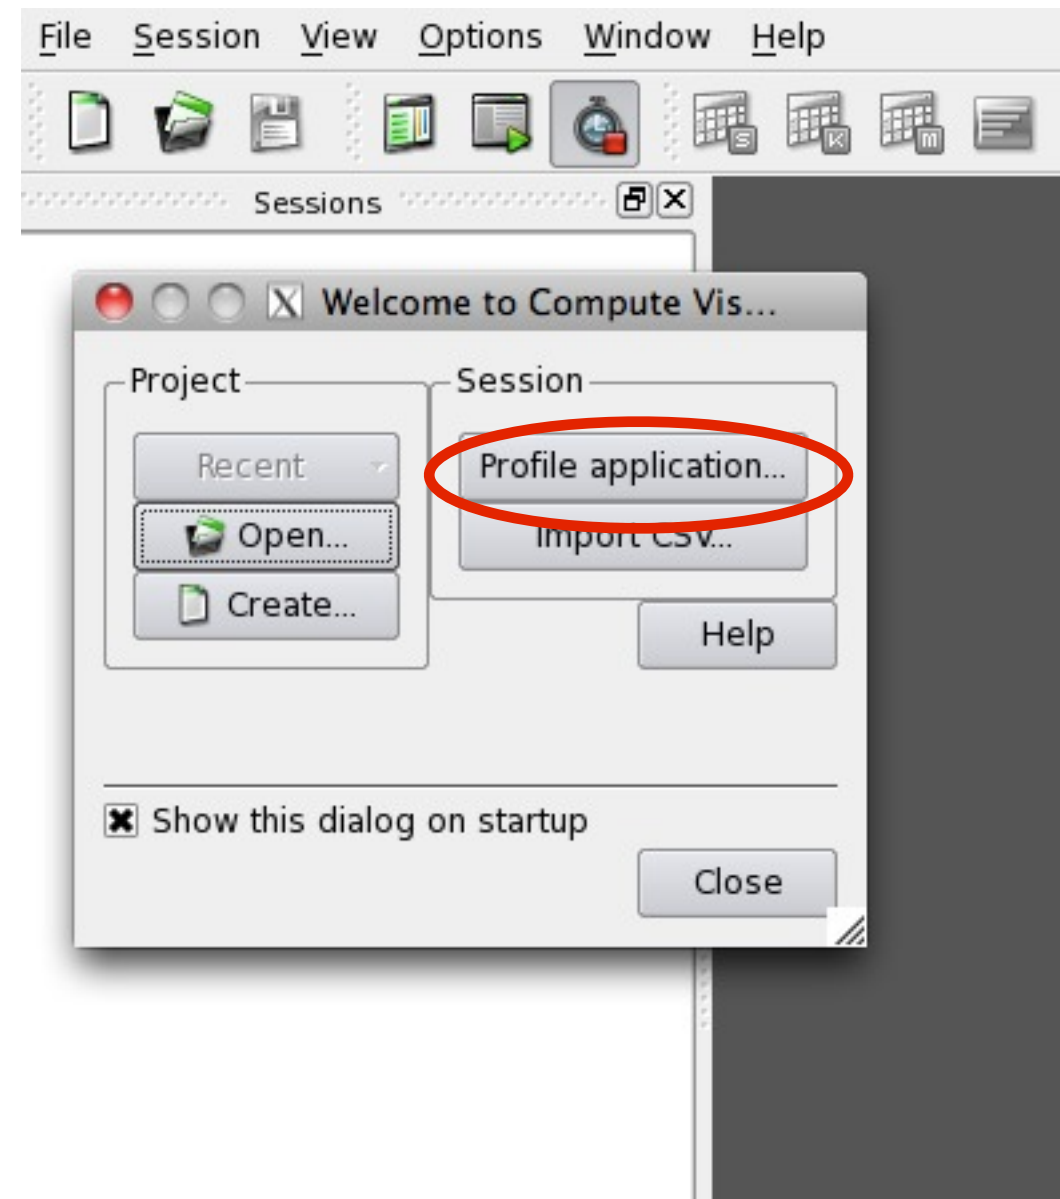 File Session View Options Window Help
S K M
Sessions
X Welcome to Compute Vis...
Project Session
Recent Profile application...
Open... Import CSV...
Create... Help
Show this dialog on startup
Close